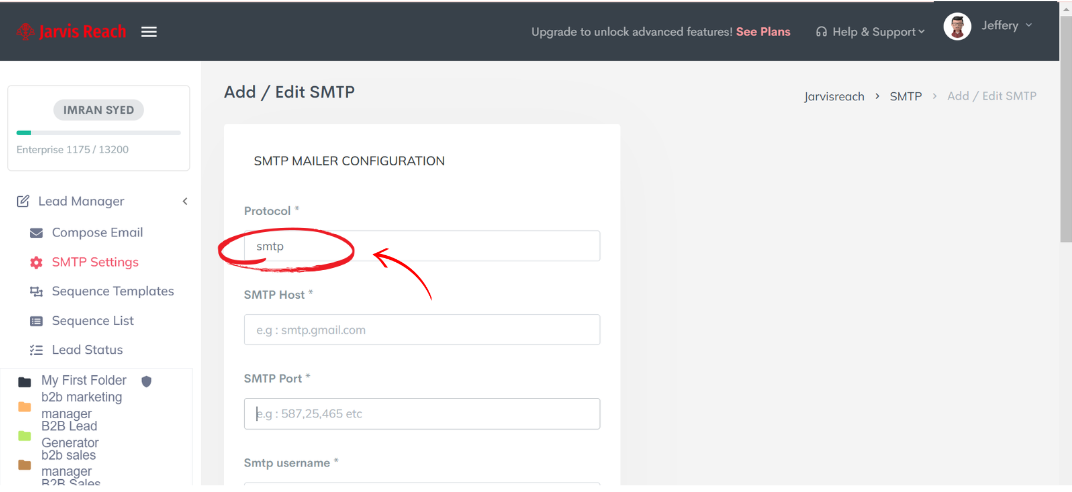 Jarvis Reach
Upgrade to unlock advanced features! See Plans
Help & Support
Jeffery
IMRAN SYED
Enterprise 1175 / 13200
Lead Manager
Compose Email
SMTP Settings
Sequence Templates
Sequence List
Lead Status
My First Folder
b2b marketing
manager
B2B Lead
Generator
b2b sales
manager
B2B Sales
Add / Edit SMTP
Jarvisreach > SMTP > Add / Edit SMTP
SMTP MAILER CONFIGURATION
Protocol *
smtp
SMTP Host *
e.g : smtp.gmail.com
SMTP Port *
e.g : 587,25,465 etc
Smtp username *